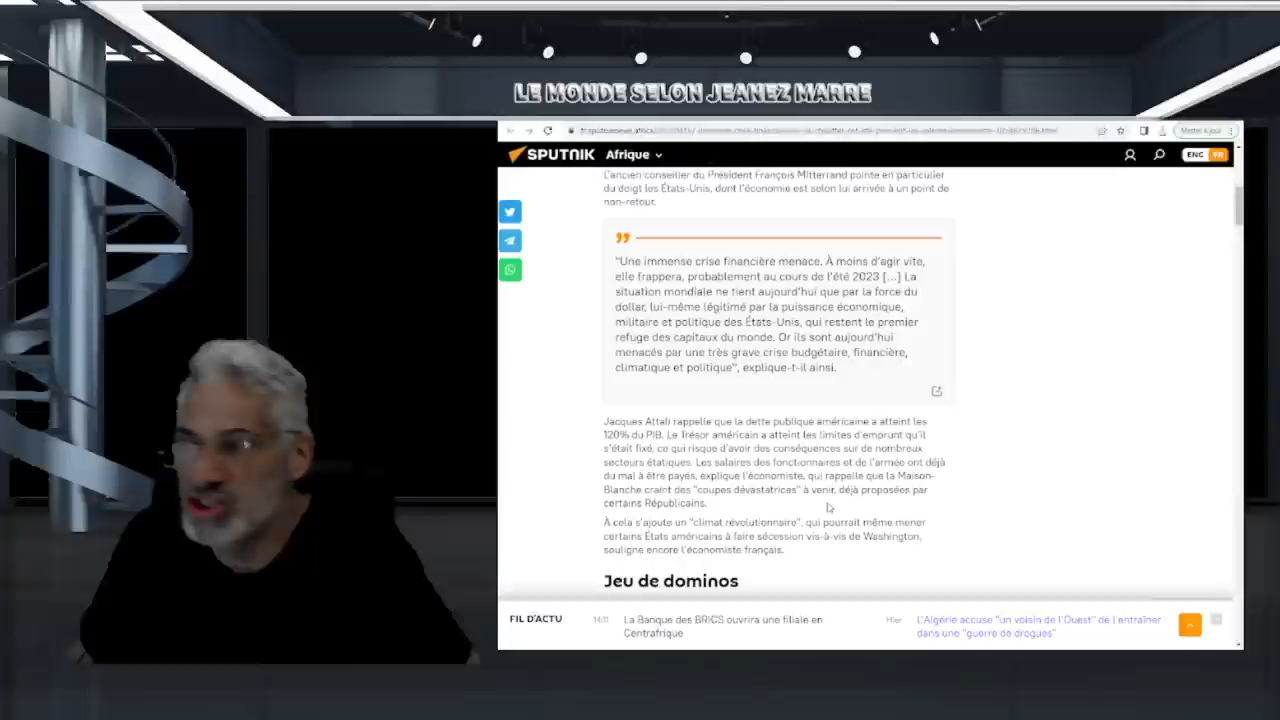 LE MONDE SELON JEANEZ MARRE
SPUTNIK Afrique
ENG FR
L'ancien conseiller du Président François Mitterrand pointe en particulier
du doigt les États-Unis, dont l'économie est selon lui arrivée à un point de
non-retour.
"Une immense crise financière menace. À moins d'agir vite,
elle frappera, probablement au cours de l'été 2023 [...] La
situation mondiale ne tient aujourd'hui que par la force du
dollar, lui-même légitimé par la puissance économique,
militaire et politique des États-Unis, qui restent le premier
refuge des capitaux du monde. Or ils sont aujourd'hui
menacés par une très grave crise budgétaire, financière,
climatique et politique", explique-t-il ainsi.
Jacques Attali rappelle que la dette publique américaine a atteint les
120% du PIB. Le Trésor américain a atteint les limites d'emprunt qu'il
s'était fixé, ce qui risque d'avoir des conséquences sur de nombreux
secteurs étatiques. Les salaires des fonctionnaires et de l'armée ont déjà
du mal à être payés, explique l'économiste, qui rappelle que la Maison-
Blanche craint des "coupes dévastatrices" à venir, déjà proposées par
certains Républicains.
À cela s'ajoute un "climat révolutionnaire", qui pourrait même mener
certains États américains à faire sécession vis-à-vis de Washington,
souligne encore l'économiste français.
Jeu de dominos
FIL D'ACTU
La Banque des BRICS ouvrira une filiale en
Centrafrique
Hier
L'Algérie accuse "un voisin de l'Ouest" de l'entraîner
dans une "guerre de drogues"